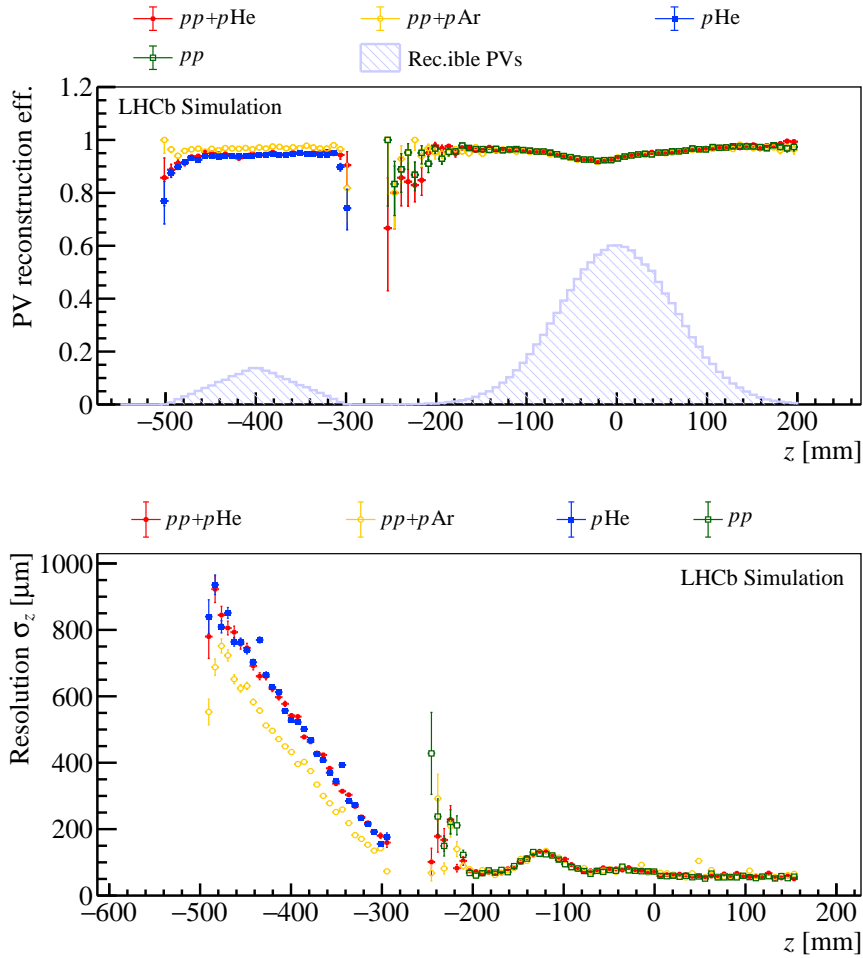 pp+pHe pp+pAr pHe
pp Rec.ible PVs
LHCb Simulation
PV reconstruction eff.
1.2
1
0.8
0.6
0.4
0.2
0
−500 −400 −300 −200 −100 0 100 200
z [mm]
pp+pHe pp+pAr pHe pp
LHCb Simulation
Resolution σz [μm]
1000
800
600
400
200
0
−600 −500 −400 −300 −200 −100 0 100 200
z [mm]